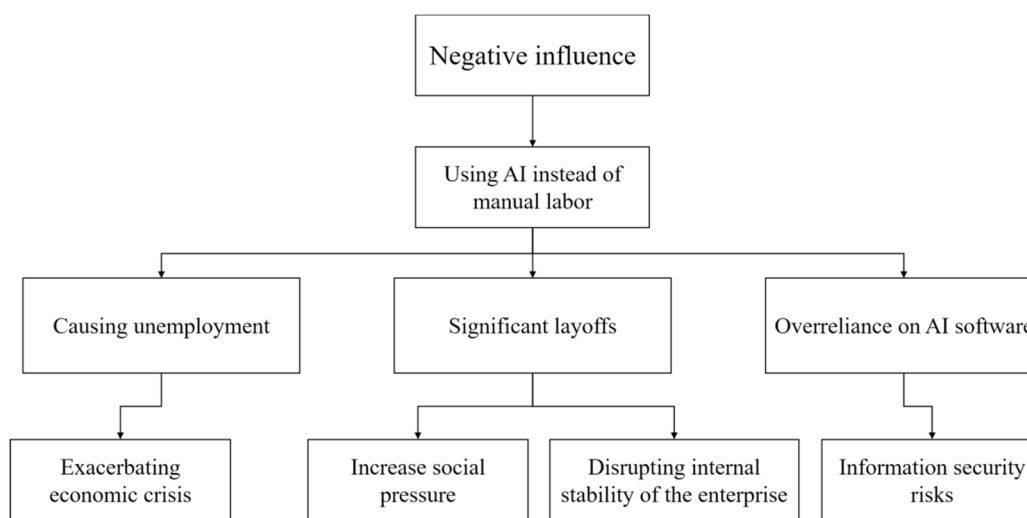 Negative influence
Using AI instead of
manual labor
Causing unemployment
Significant layoffs
Overreliance on AI software
Exacerbating
economic crisis
Increase social
pressure
Disrupting internal
stability of the enterprise
Information security
risks